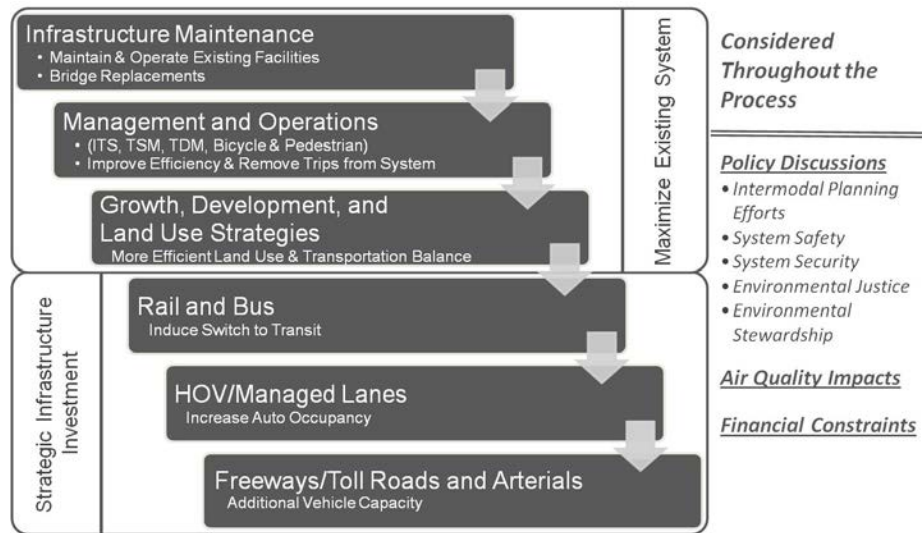 Infrastructure Maintenance
• Maintain & Operate Existing Facilities
• Bridge Replacements
Management and Operations
• (ITS, TSM, TDM, Bicycle & Pedestrian)
• Improve Efficiency & Remove Trips from System
Growth, Development, and
Land Use Strategies
More Efficient Land Use & Transportation Balance
Maximize Existing System
Rail and Bus
Induce Switch to Transit
HOV/Managed Lanes
Increase Auto Occupancy
Freeways/Toll Roads and Arterials
Additional Vehicle Capacity
Strategic Infrastructure
Investment
Considered
Throughout the
Process
Policy Discussions
• Intermodal Planning
Efforts
• System Safety
• System Security
• Environmental Justice
• Environmental
Stewardship
Air Quality Impacts
Financial Constraints